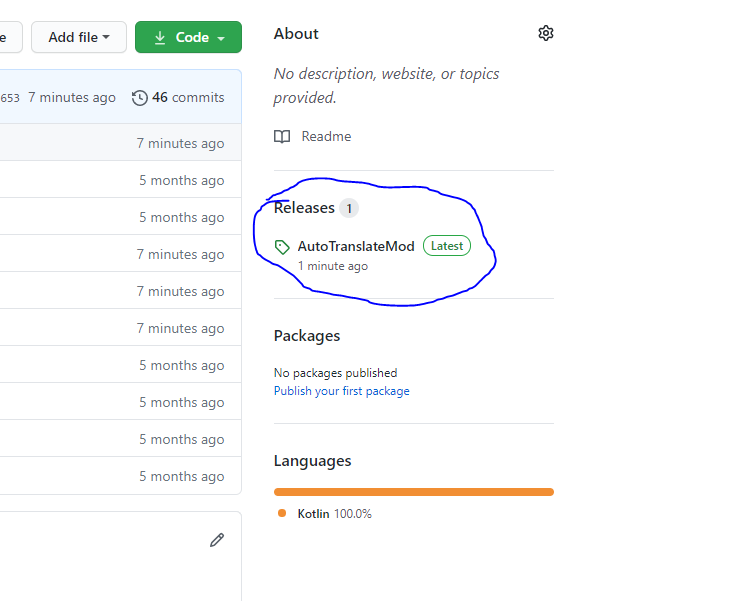 e
Add file
Code
653 7 minutes ago 46 commits
7 minutes ago
5 months ago
5 months ago
7 minutes ago
7 minutes ago
7 minutes ago
5 months ago
5 months ago
5 months ago
5 months ago
About
No description, website, or topics
provided.
Readme
Releases 1
AutoTranslateMod Latest
1 minute ago
Packages
No packages published
Publish your first package
Languages
Kotlin 100.0%